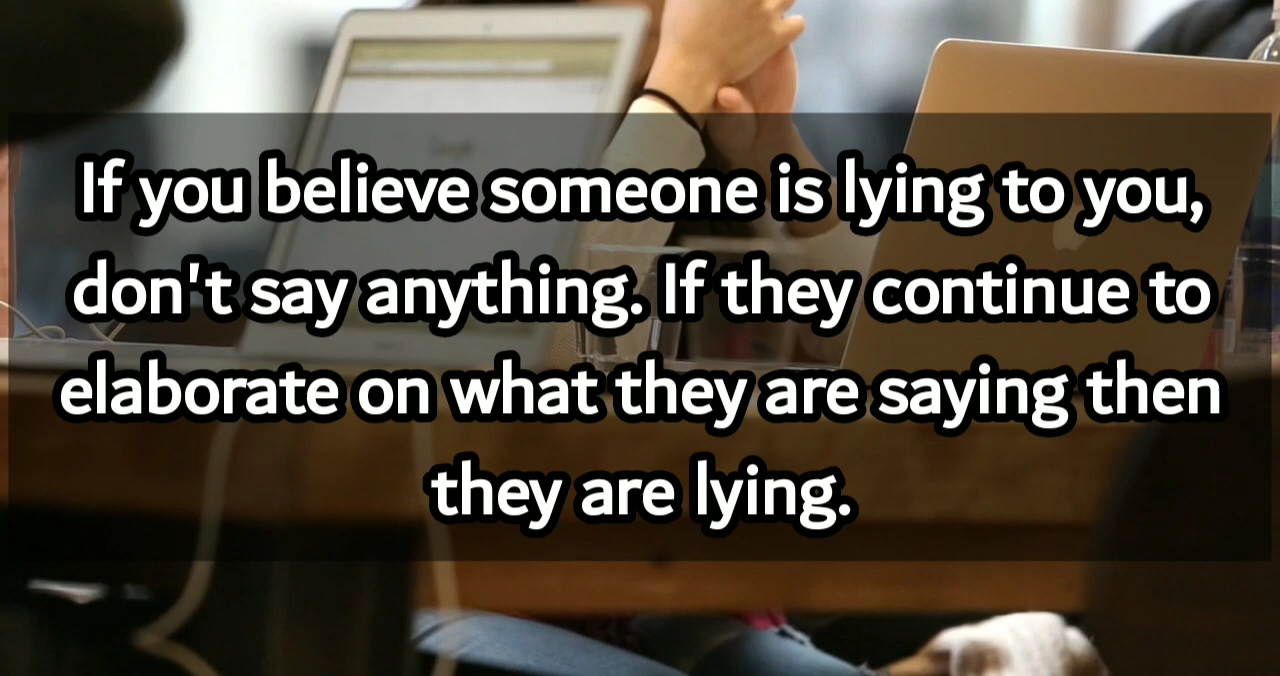 If you believe someone is lying to you,
don't say anything. If they continue to
elaborate on what they are saying then
they are lying.